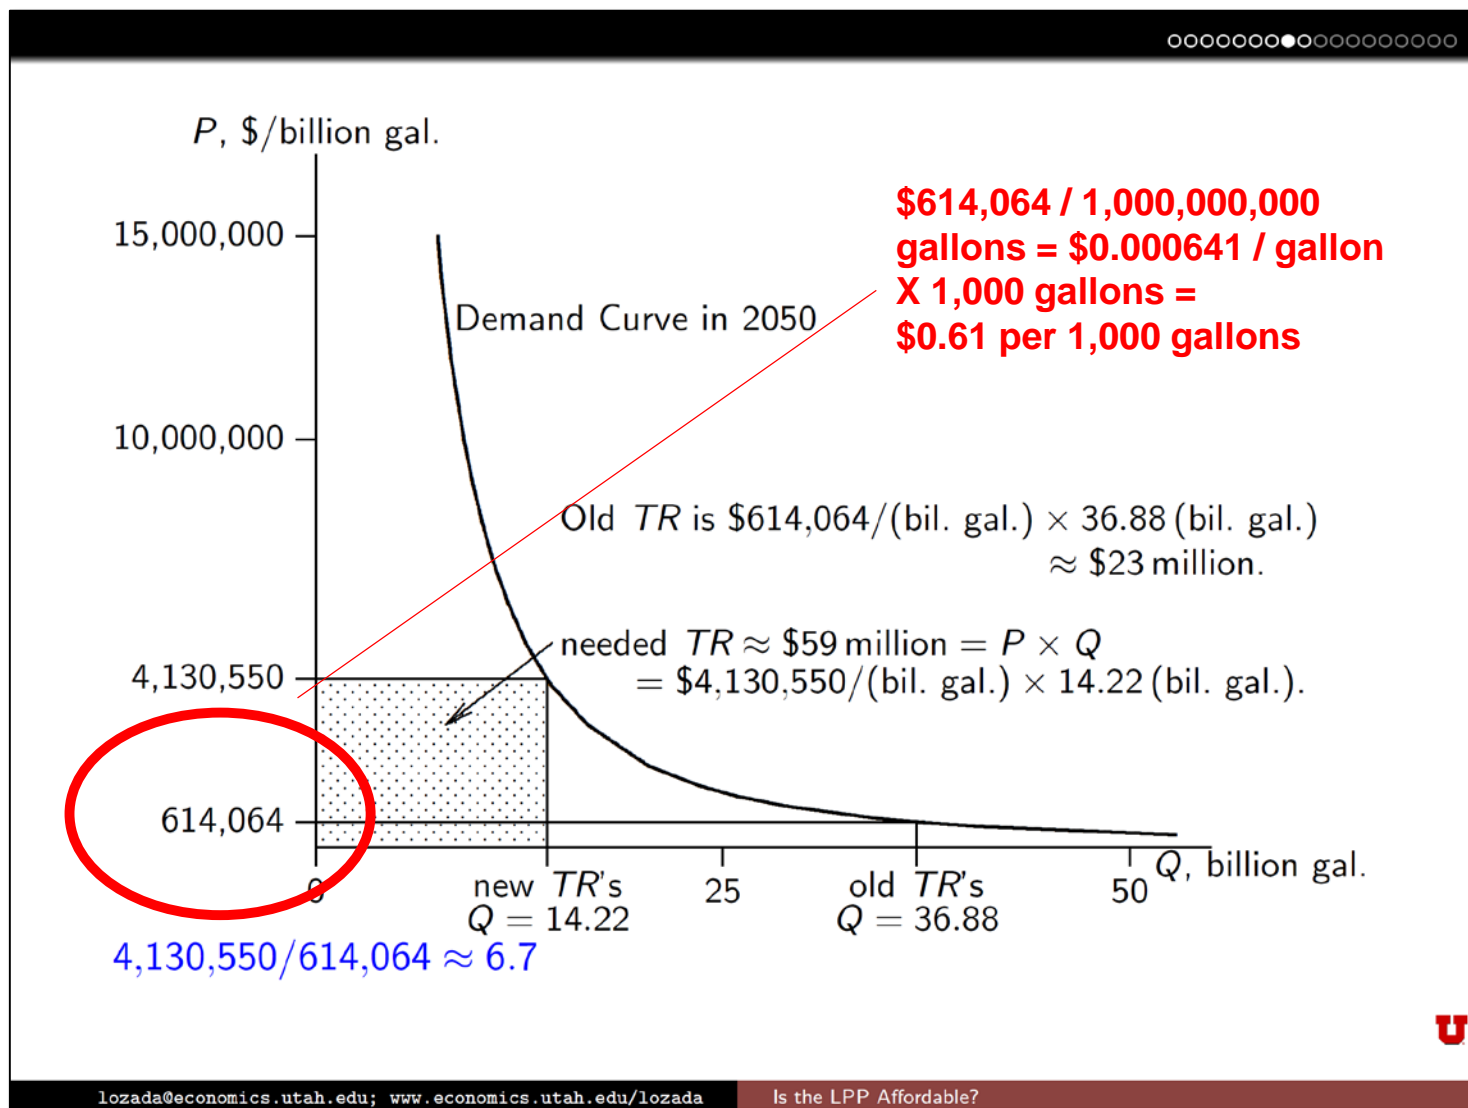 P, $/billion gal.
$614,064 / 1,000,000,000
gallons = $0.000641 / gallon
X 1,000 gallons =
$0.61 per 1,000 gallons
15,000,000
Demand Curve in 2050
10,000,000
Old TR is $614,064/(bil. gal.) × 36.88 (bil. gal.)
≈ $23 million.
needed TR ≈ $59 million = P × Q
= $4,130,550/(bil. gal.) × 14.22 (bil. gal.).
4,130,550
614,064
0
new TR's
Q = 14.22
25
old TR's
Q = 36.88
50
Q, billion gal.
4,130,550/614,064 ≈ 6.7
U
lozada@economics.utah.edu; www.economics.utah.edu/lozada
Is the LPP Affordable?